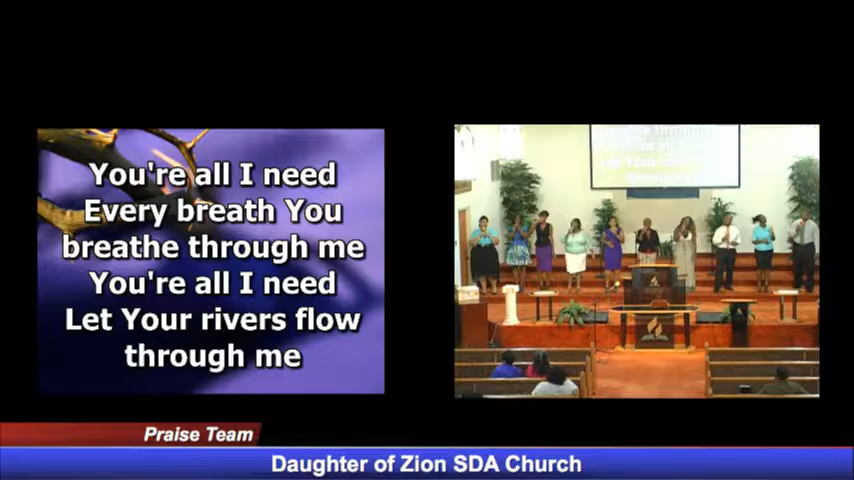 You're all I need
Every breath You
breathe through me
You're all I need
Let Your rivers flow
through me
Praise Team
Daughter of Zion SDA Church